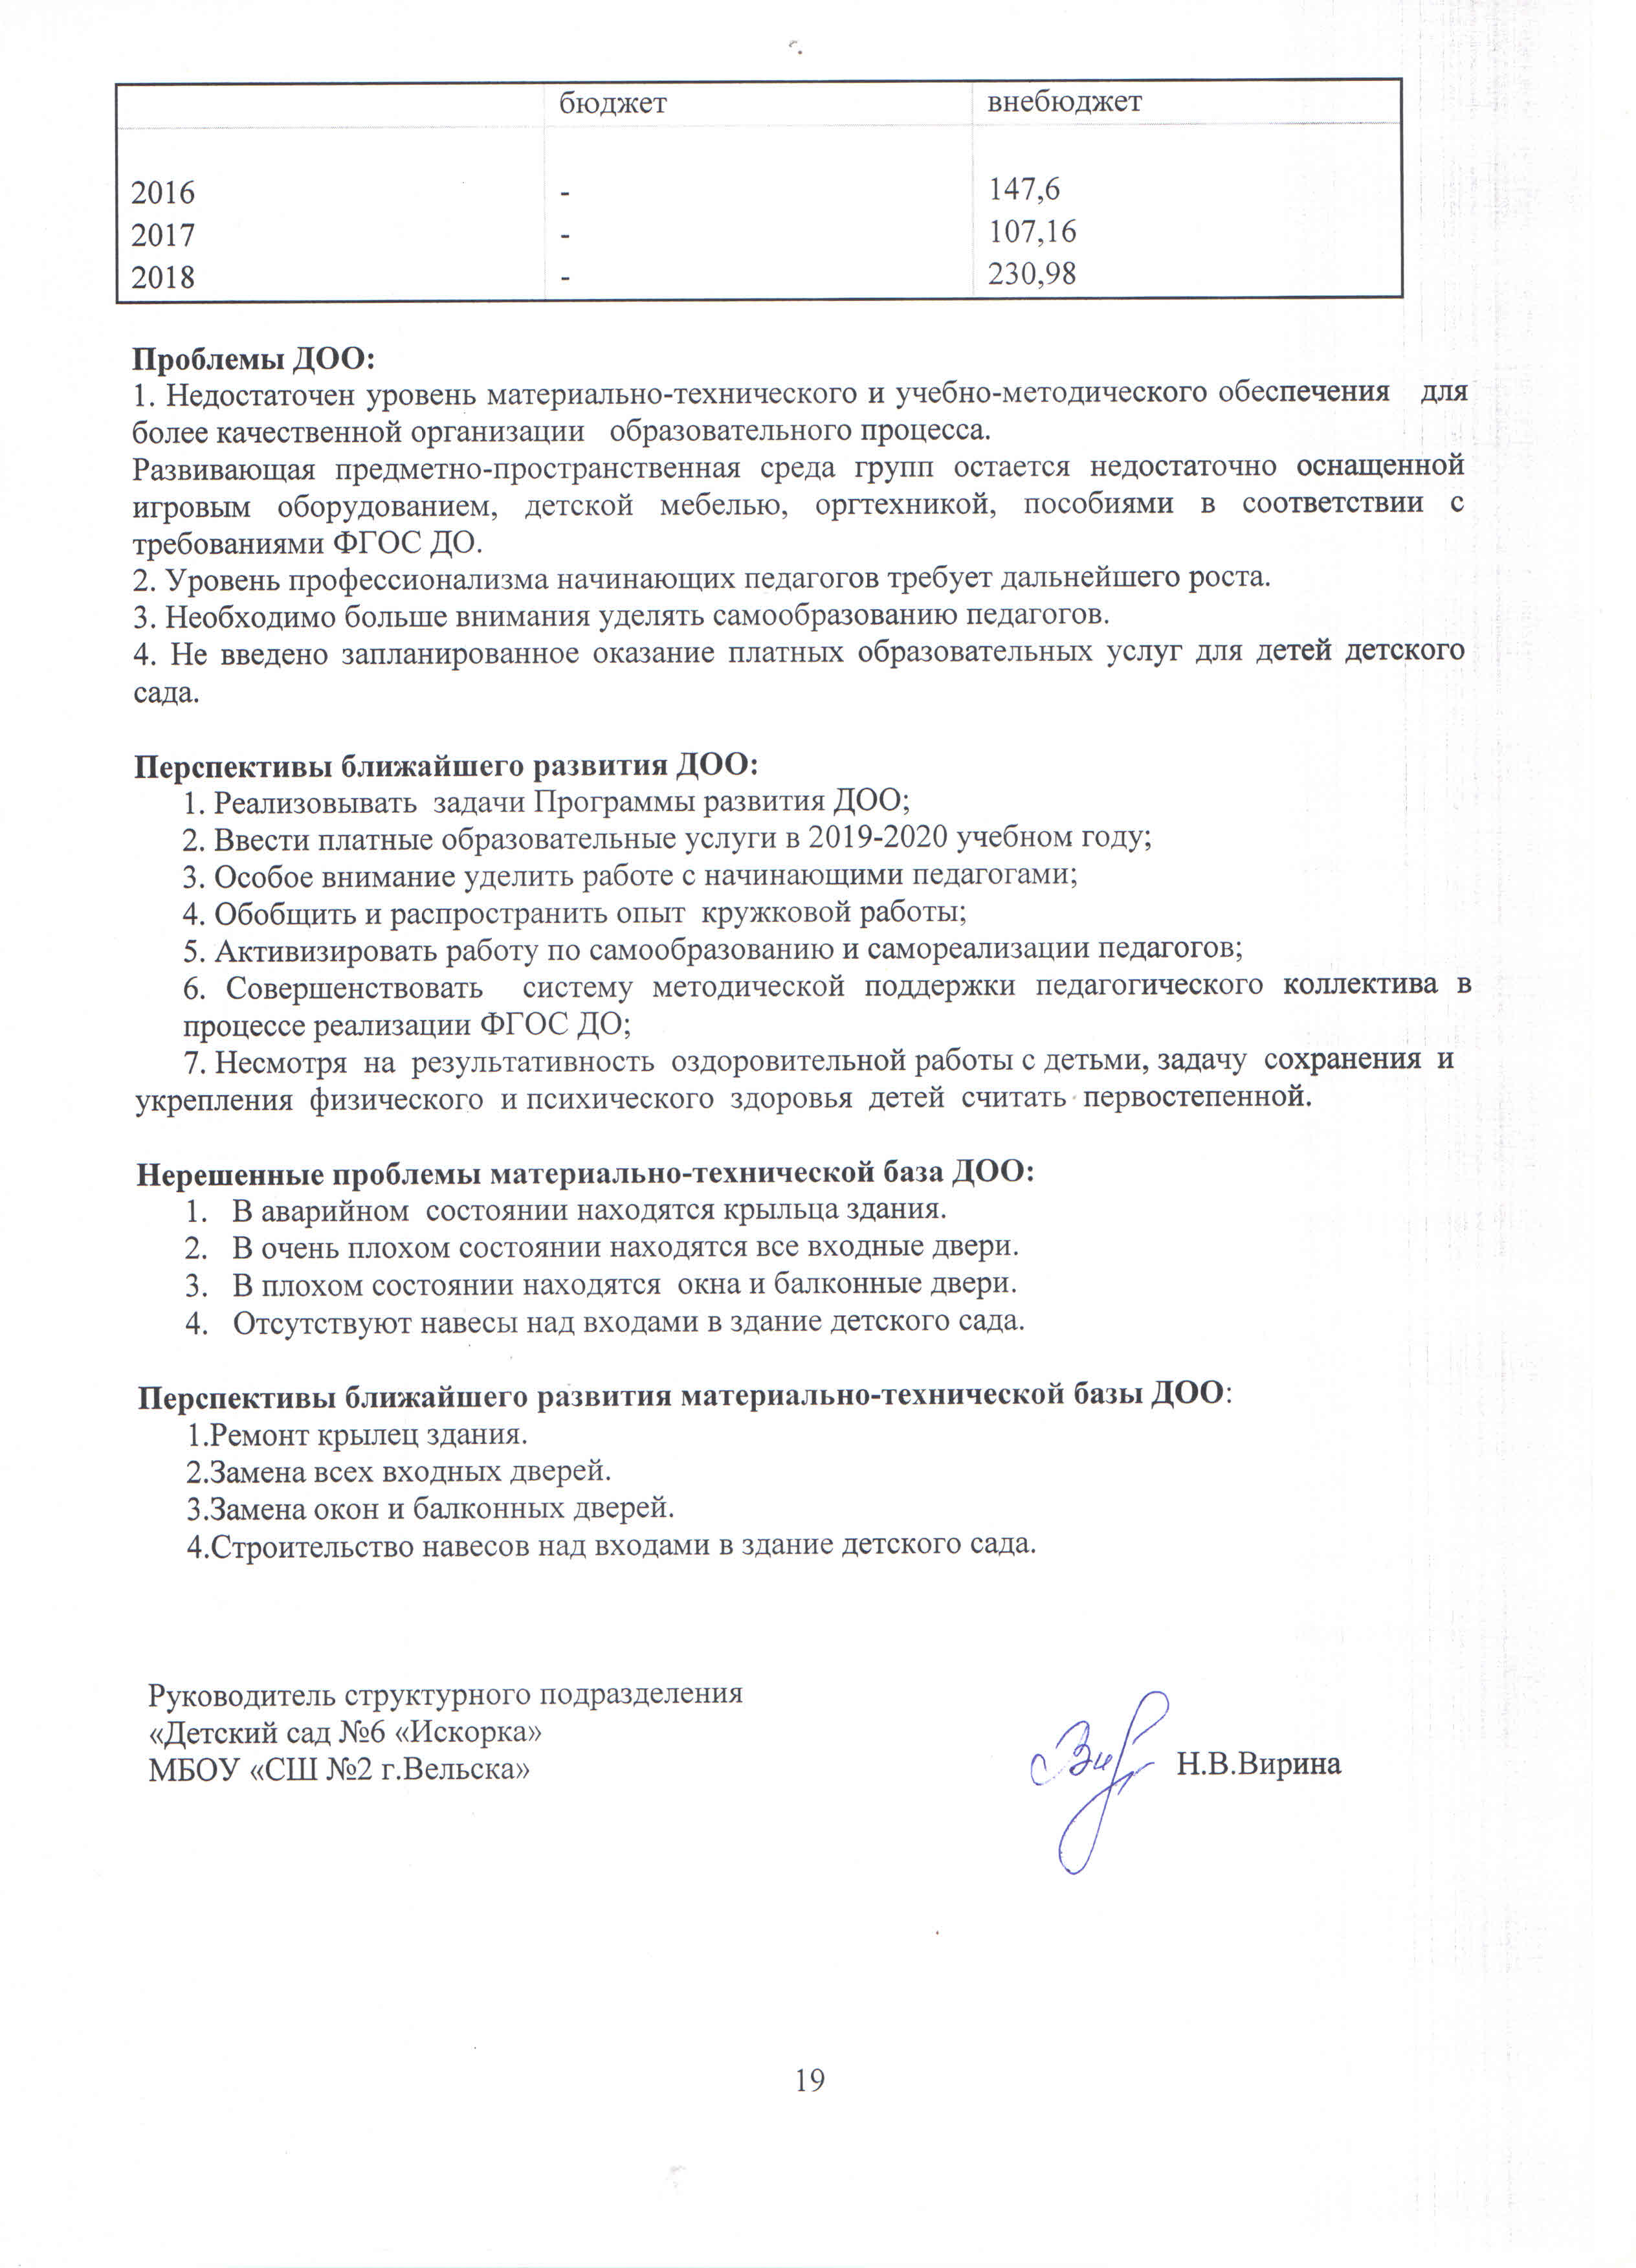 бюджет внебюджет
2016 - 147,6
2017 - 107,16
2018 - 230,98
Проблемы ДОО:
1. Недостаточен уровень материально-технического и учебно-методического обеспечения для
более качественной организации образовательного процесса.
Развивающая предметно-пространственная среда групп остается недостаточно оснащенной
игровым оборудованием, детской мебелью, оргтехникой, пособиями в соответствии с
требованиями ФГОС ДО.
2. Уровень профессионализма начинающих педагогов требует дальнейшего роста.
3. Необходимо больше внимания уделять самообразованию педагогов.
4. Не введено запланированное оказание платных образовательных услуг для детей детского
сада.
Перспективы ближайшего развития ДОО:
1. Реализовывать задачи Программы развития ДОО;
2. Ввести платные образовательные услуги в 2019-2020 учебном году;
3. Особое внимание уделить работе с начинающими педагогами;
4. Обобщить и распространить опыт кружковой работы;
5. Активизировать работу по самообразованию и самореализации педагогов;
6. Совершенствовать систему методической поддержки педагогического коллектива в
процессе реализации ФГОС ДО;
7. Несмотря на результативность оздоровительной работы с детьми, задачу сохранения и
укрепления физического и психического здоровья детей считать первостепенной.
Нерешенные проблемы материально-технической база ДОО:
1. В аварийном состоянии находятся крыльца здания.
2. В очень плохом состоянии находятся все входные двери.
3. В плохом состоянии находятся окна и балконные двери.
4. Отсутствуют навесы над входами в здание детского сада.
Перспективы ближайшего развития материально-технической базы ДОО:
1.Ремонт крылец здания.
2.Замена всех входных дверей.
3.Замена окон и балконных дверей.
4.Строительство навесов над входами в здание детского сада.
Руководитель структурного подразделения
«Детский сад №6 «Искорка»
МБОУ «СШ №2 г.Вельска» Н.В.Вирина
19